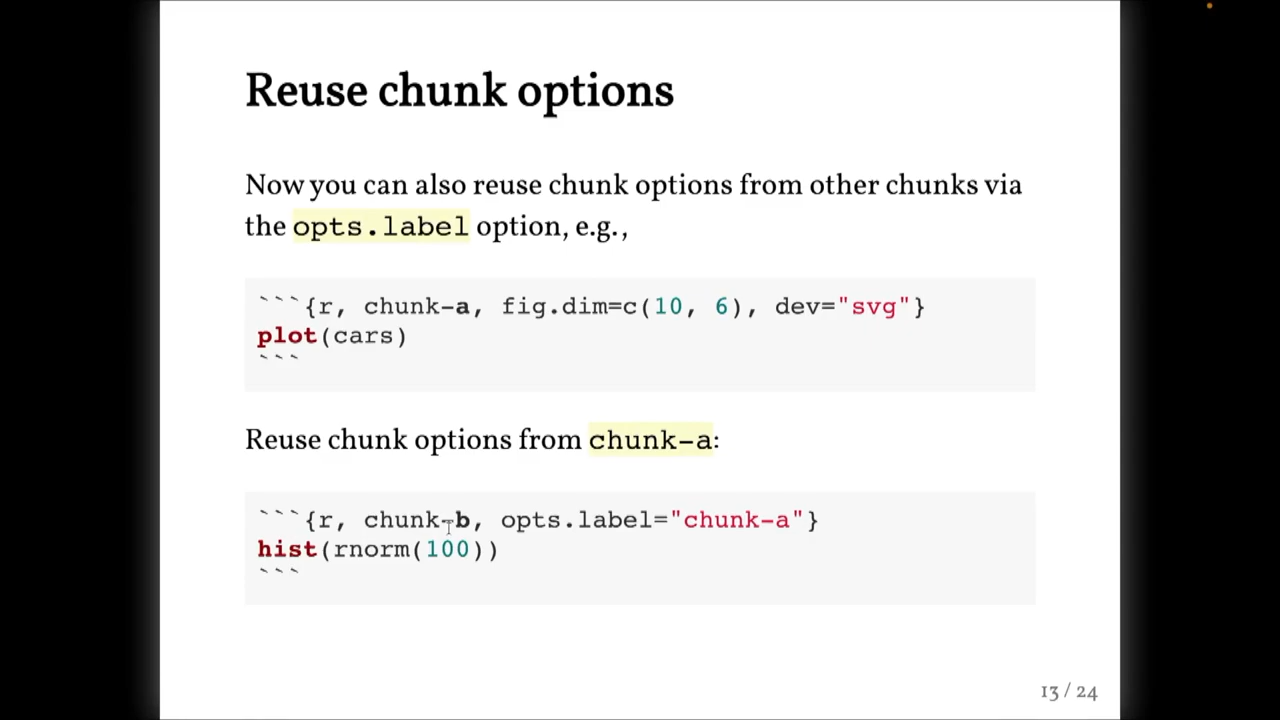 Reuse chunk options
Now you can also reuse chunk options from other chunks via
the opts.label option, e.g.,
```{r, chunk-a, fig.dim=c(10, 6), dev="svg"}
plot(cars)
```
Reuse chunk options from chunk-a:
```{r, chunk-b, opts.label="chunk-a"}
hist(rnorm(100))
```
13 / 24